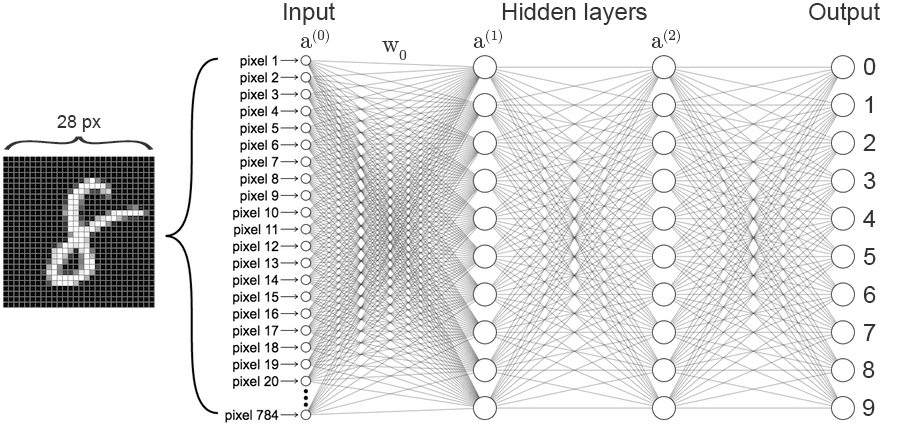 Input
Hidden layers
Output
a(0)
w0
a(1)
a(2)
28 px
pixel 1
pixel 2
pixel 3
pixel 4
pixel 5
pixel 6
pixel 7
pixel 8
pixel 9
pixel 10
pixel 11
pixel 12
pixel 13
pixel 14
pixel 15
pixel 16
pixel 17
pixel 18
pixel 19
pixel 20
pixel 784
0
1
2
3
4
5
6
7
8
9